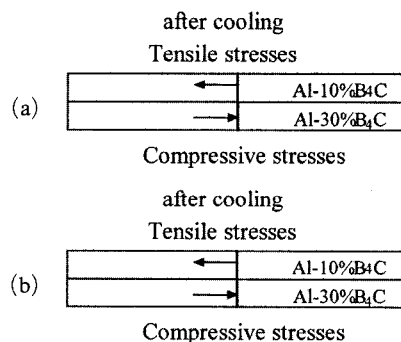 after cooling
Tensile stresses
(a)
Al-10%B4C
Al-30%B4C
Compressive stresses
after cooling
Tensile stresses
(b)
Al-10%B4C
Al-30%B4C
Compressive stresses